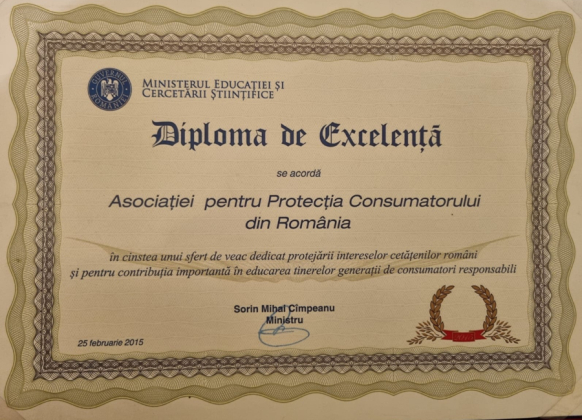 GUVERNUL ROMÂNIEI
MINISTERUL EDUCAȚIEI ȘI
CERCETĂRII ȘTIINȚIFICE
Diploma de Excelență
se acordă
Asociației pentru Protecția Consumatorului
din România
în cinstea unui sfert de veac dedicat protejării intereselor cetățenilor români
și pentru contribuția importantă în educarea tinerelor generații de consumatori responsabili
Sorin Mihai Cîmpeanu
Ministru
25 februarie 2015